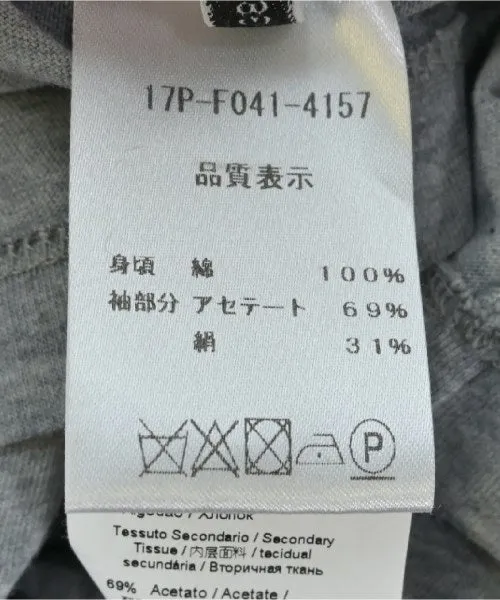 17P-F041-4157
品質表示
身頃 綿 100%
袖部分 アセテート 69%
絹 31%
P
Tessuto Secondario / Secondary
Tissue / 内层面料 / tecidual
secundária / Вторичная ткань
69% Acetato / Acetate /